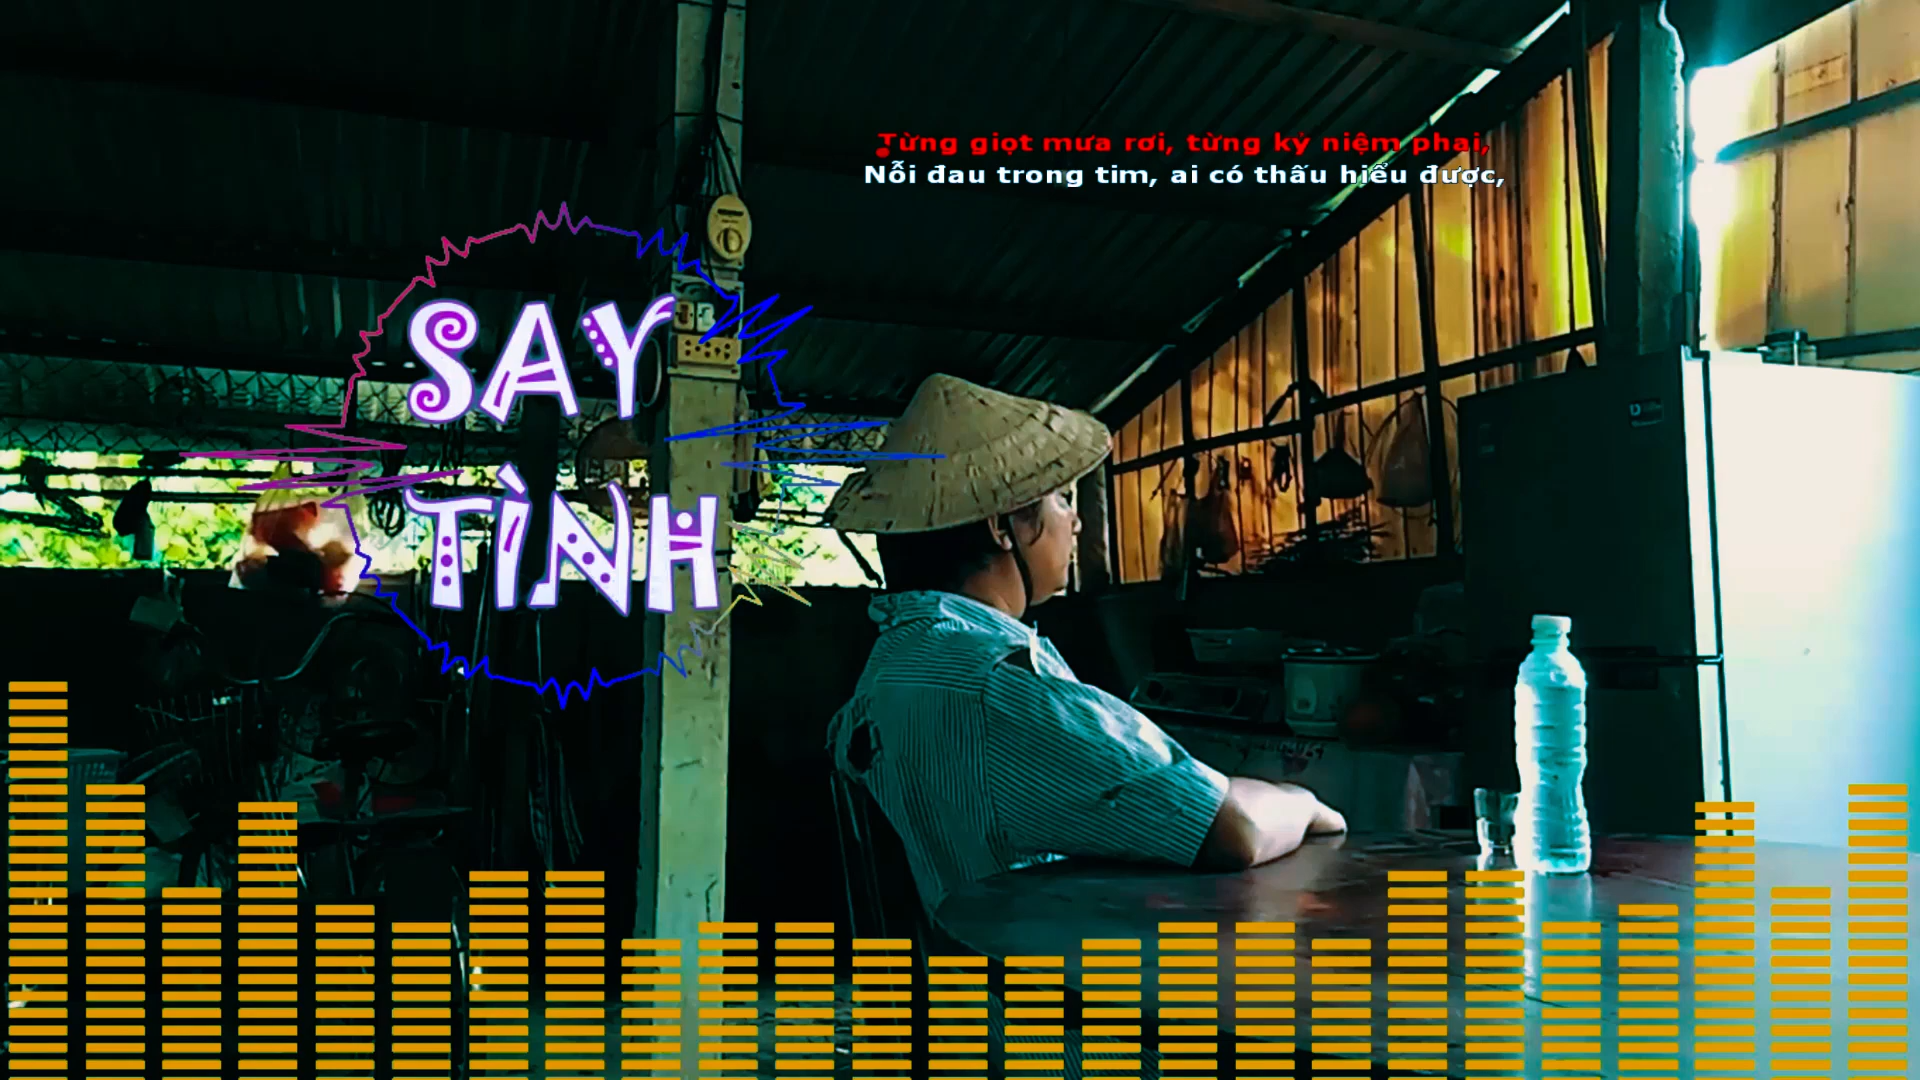 Từng giọt mưa rơi, từng kỷ niệm phai,
Nỗi đau trong tim, ai có thấu hiểu được,
SAY
TÌNH